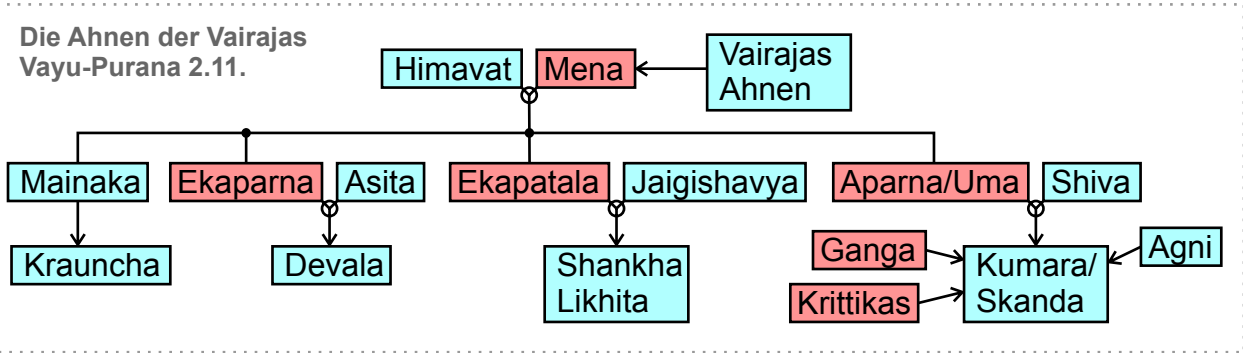 Die Ahnen der Vairajas
Vayu-Purana 2.11.
Himavat
Mena
Vairajas
Ahnen
Mainaka
Ekaparna
Asita
Ekapatala
Jaigishavya
Aparna/Uma
Shiva
Krauncha
Devala
Shankha
Likhita
Ganga
Krittikas
Kumara/
Skanda
Agni